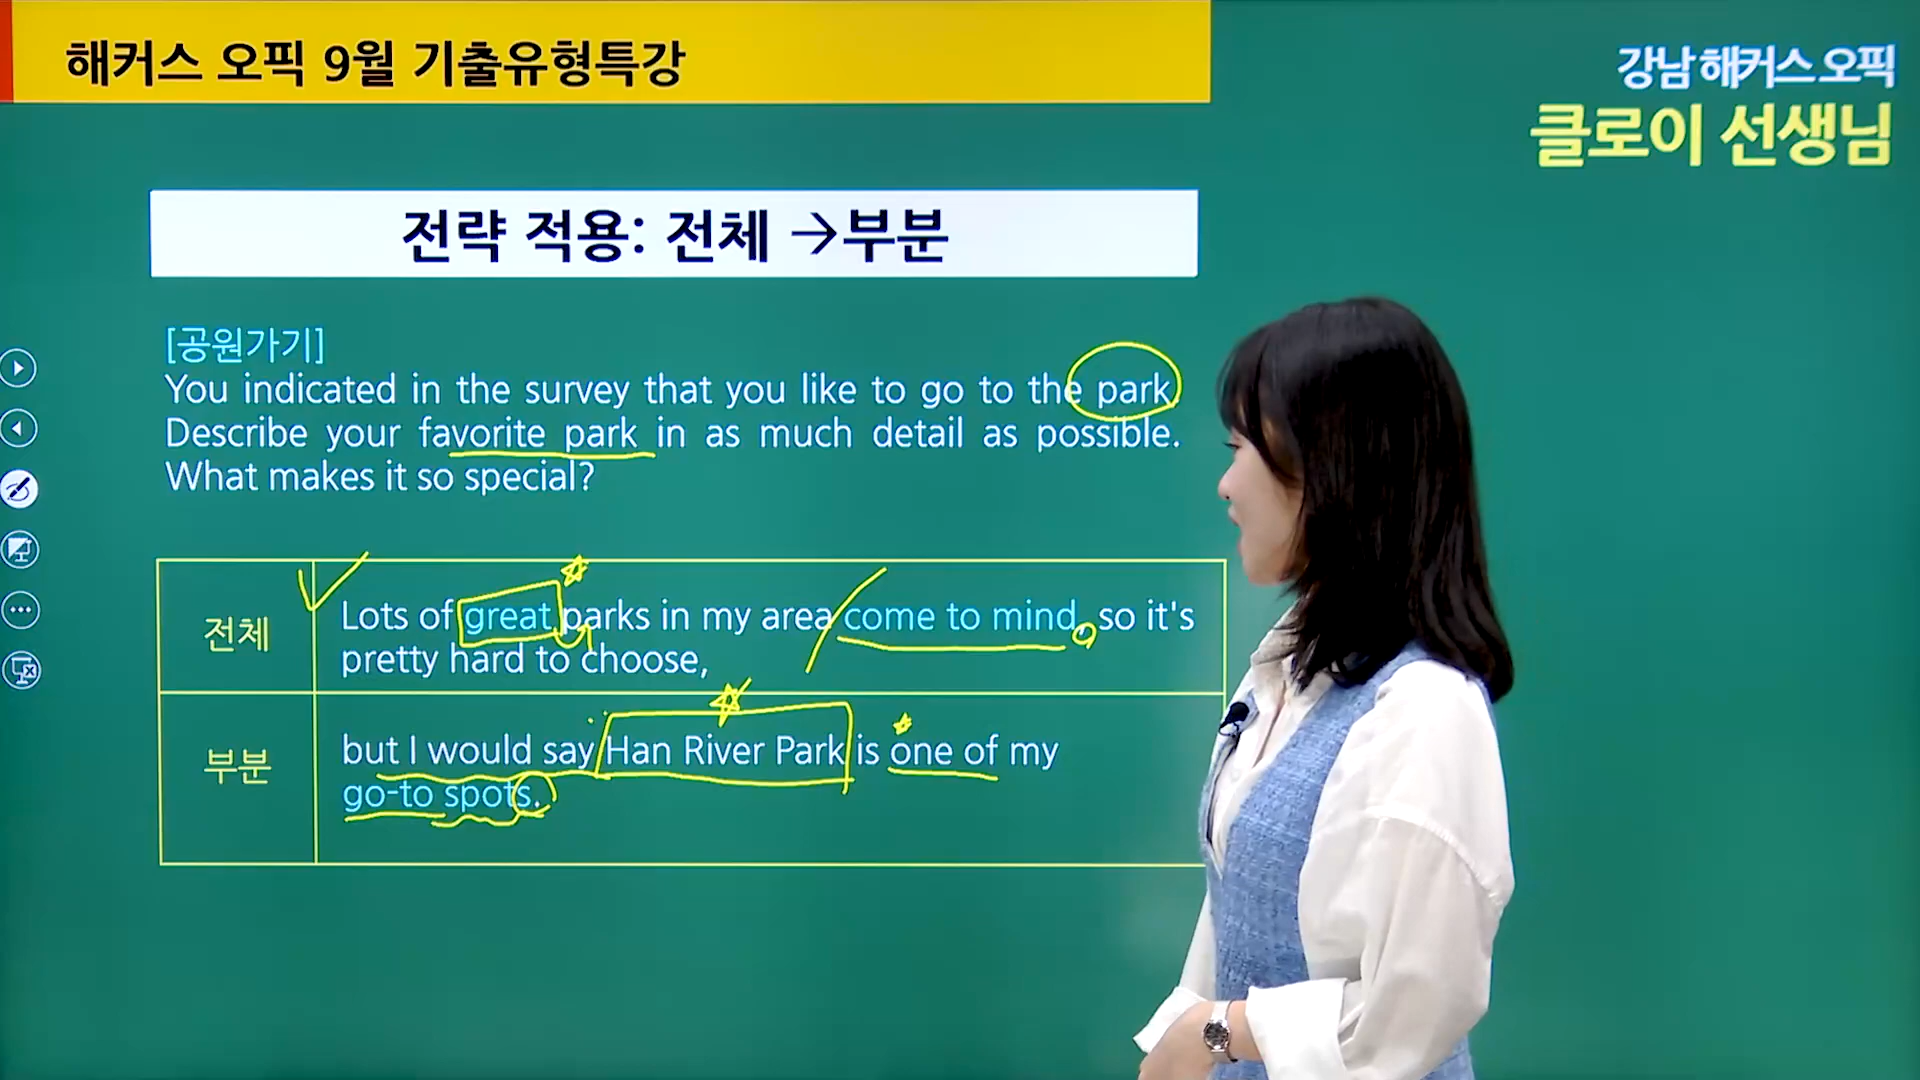 해커스 오픽 9월 기출유형특강
강남 해커스 오픽
클로이 선생님
전략 적용: 전체 →부분
[공원가기]
You indicated in the survey that you like to go to the park.
Describe your favorite park in as much detail as possible.
What makes it so special?
전체
Lots of great parks in my area come to mind, so it's
pretty hard to choose,
부분
but I would say Han River Park is one of my
go-to spots.